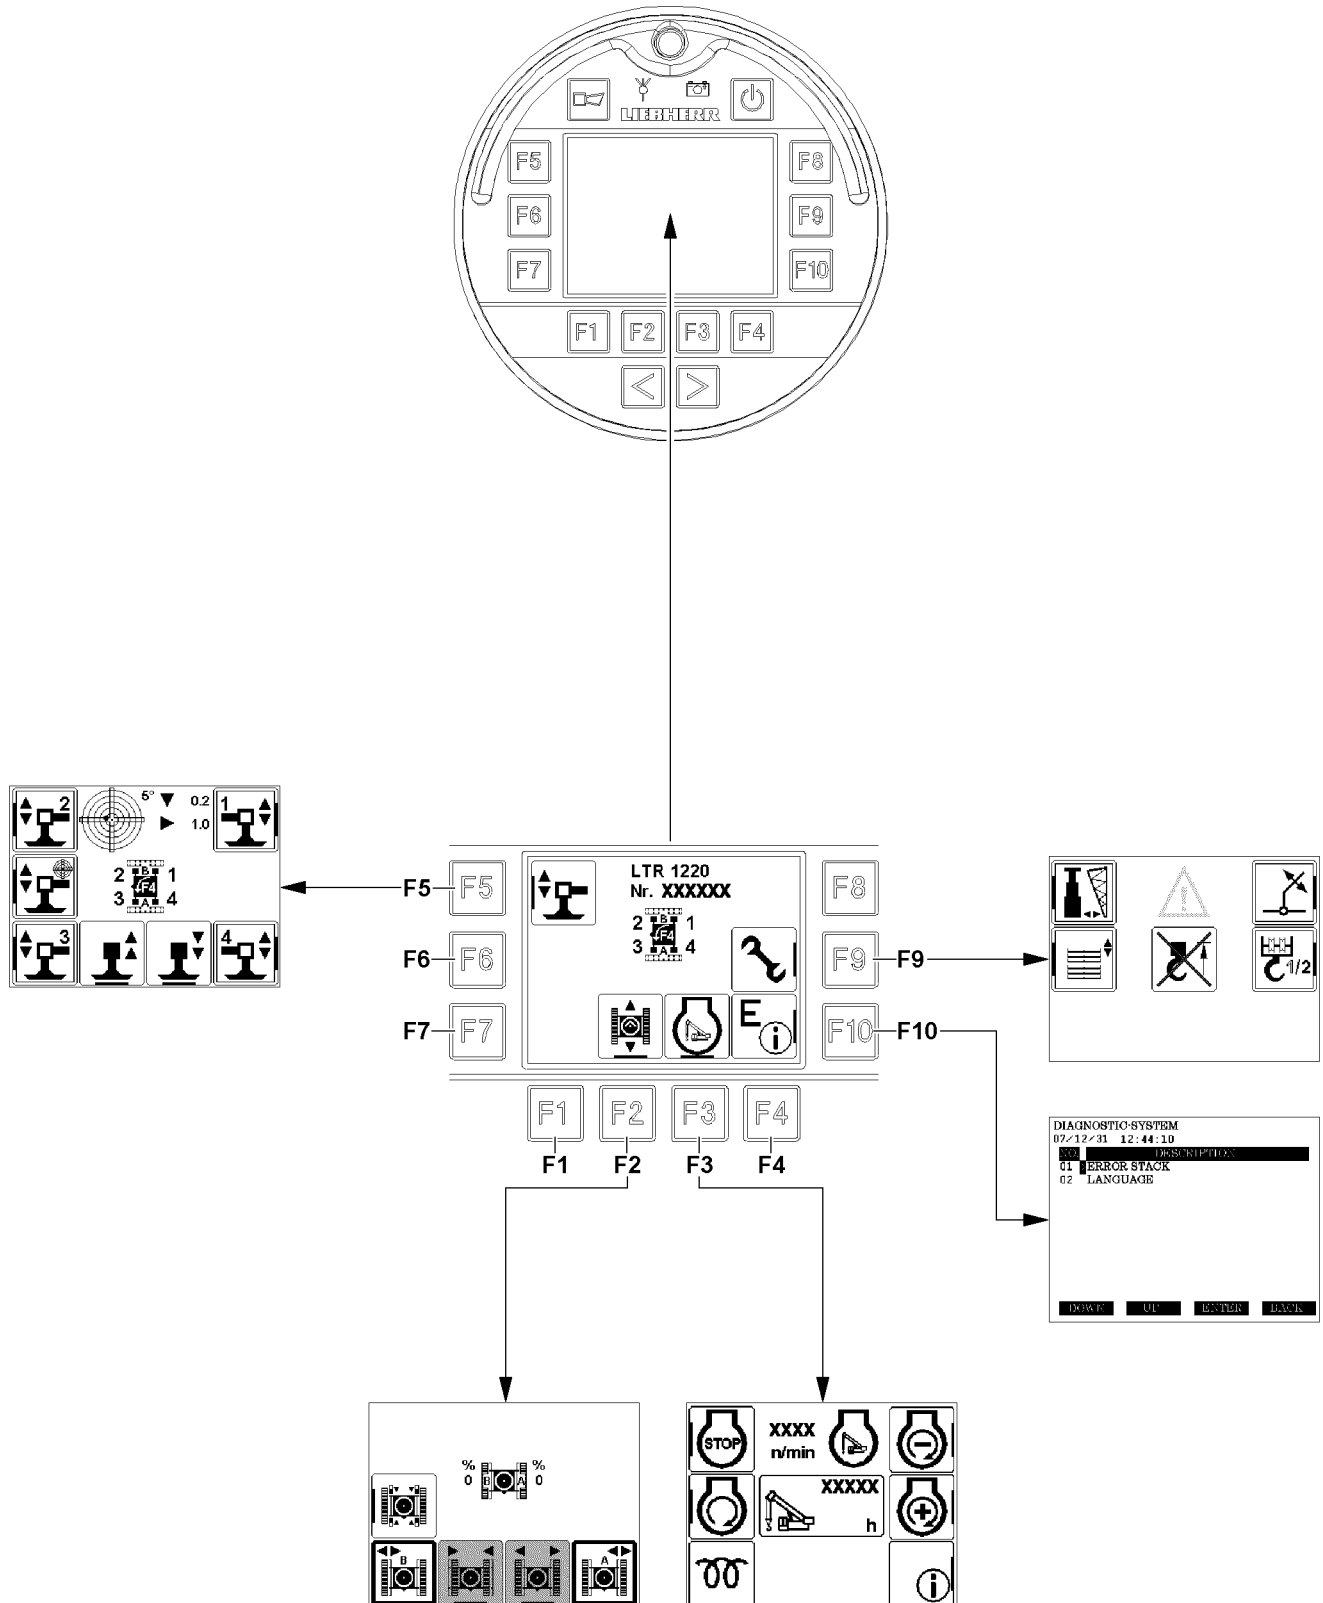 LIEBHERR
F5
F8
F6
F9
F7
F10
F1 F2 F3 F4
< >
2
5° ▼ 0.2
► 1.0
1
2 B 1
F4
3 A 4
3
4
F5 F5
LTR 1220
Nr. XXXXXX
2 B 1
F4
3 A 4
F8
F6 F6
F9 F9
F7 F7
E
i
F10 F10
F1 F2 F3 F4
F1 F2 F3 F4
1/2
DIAGNOSTIC-SYSTEM
07/12/31 12:44:10
NO. DESCRIPTION
01 ERROR STACK
02 LANGUAGE
DOWN UP ENTER BACK
% %
0 B A 0
B
A
STOP
XXXX
n/min
XXXXX
h
i